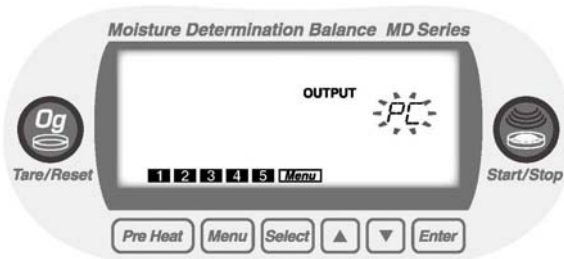 Moisture Determination Balance MD Series
OUTPUT
PC
0g
Tare/Reset
Start/Stop
1 2 3 4 5 Menu
Pre Heat Menu Select ▲ ▼ Enter